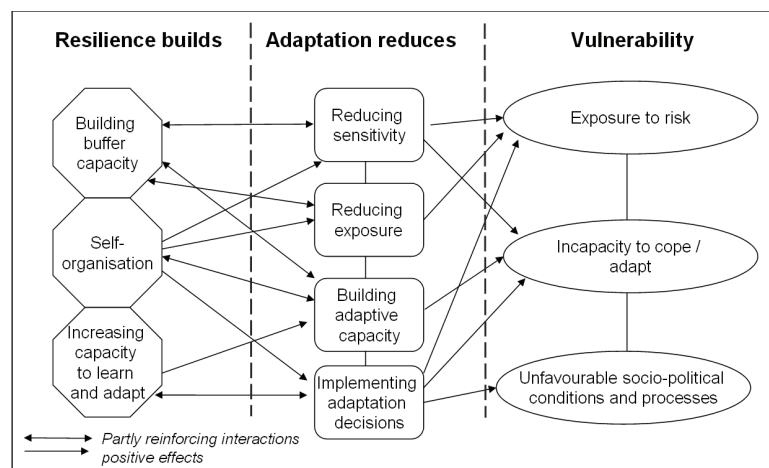 Resilience builds
Adaptation reduces
Vulnerability
Building
buffer
capacity
Self-
organisation
Increasing
capacity
to learn
and adapt
Reducing
sensitivity
Reducing
exposure
Building
adaptive
capacity
Implementing
adaptation
decisions
Exposure to risk
Incapacity to cope /
adapt
Unfavourable socio-political
conditions and processes
Partly reinforcing interactions
positive effects